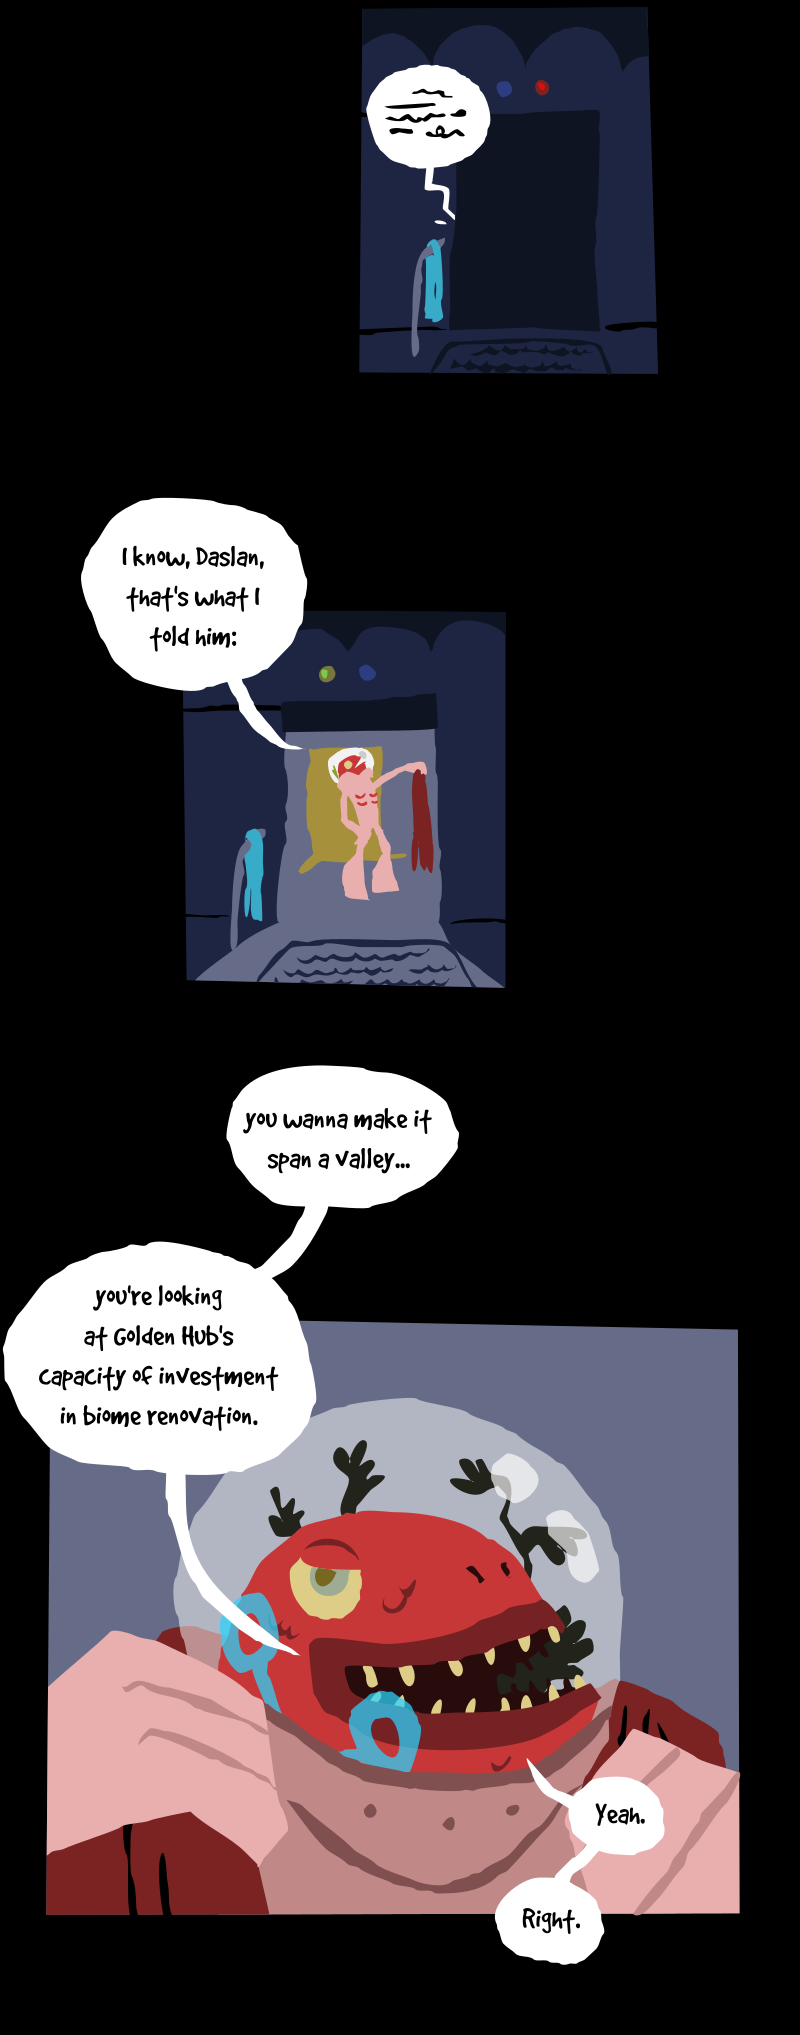 I know, Daslan,
that's what I
told him:
you wanna make it
span a valley...
you're looking
at Golden Hub's
capacity of investment
in biome renovation.
Yeah.
Right.